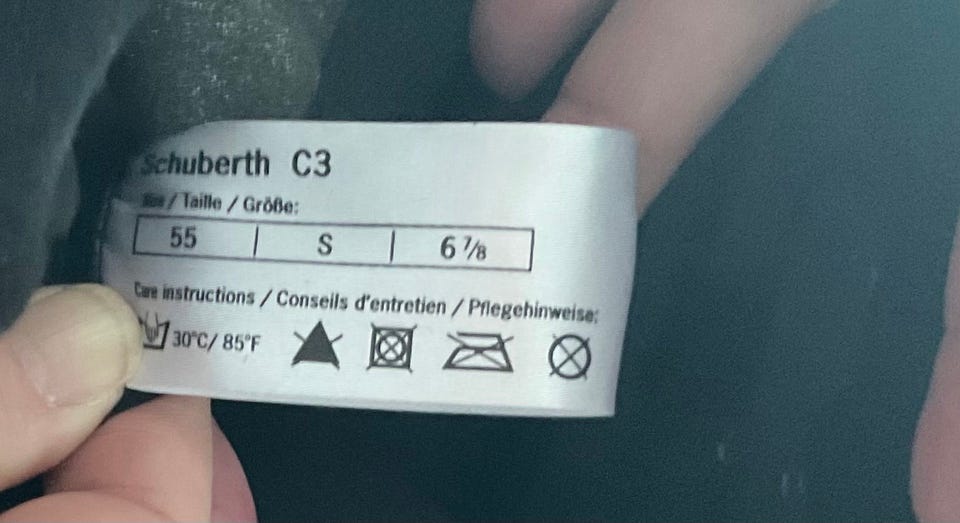 Schuberth C3
/ Taille / Größe:
55 | S | 6 7/8
Care instructions / Conseils d'entretien / Pflegehinweise:
30°C/ 85°F